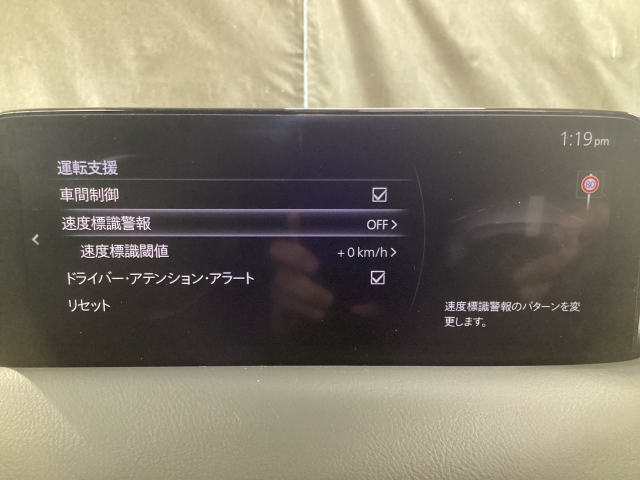 1:19pm
運転支援
車間制御
速度標識警報 OFF
速度標識閾値 +0 km/h
ドライバー・アテンション・アラート
リセット
速度標識警報のパターンを変
更します。